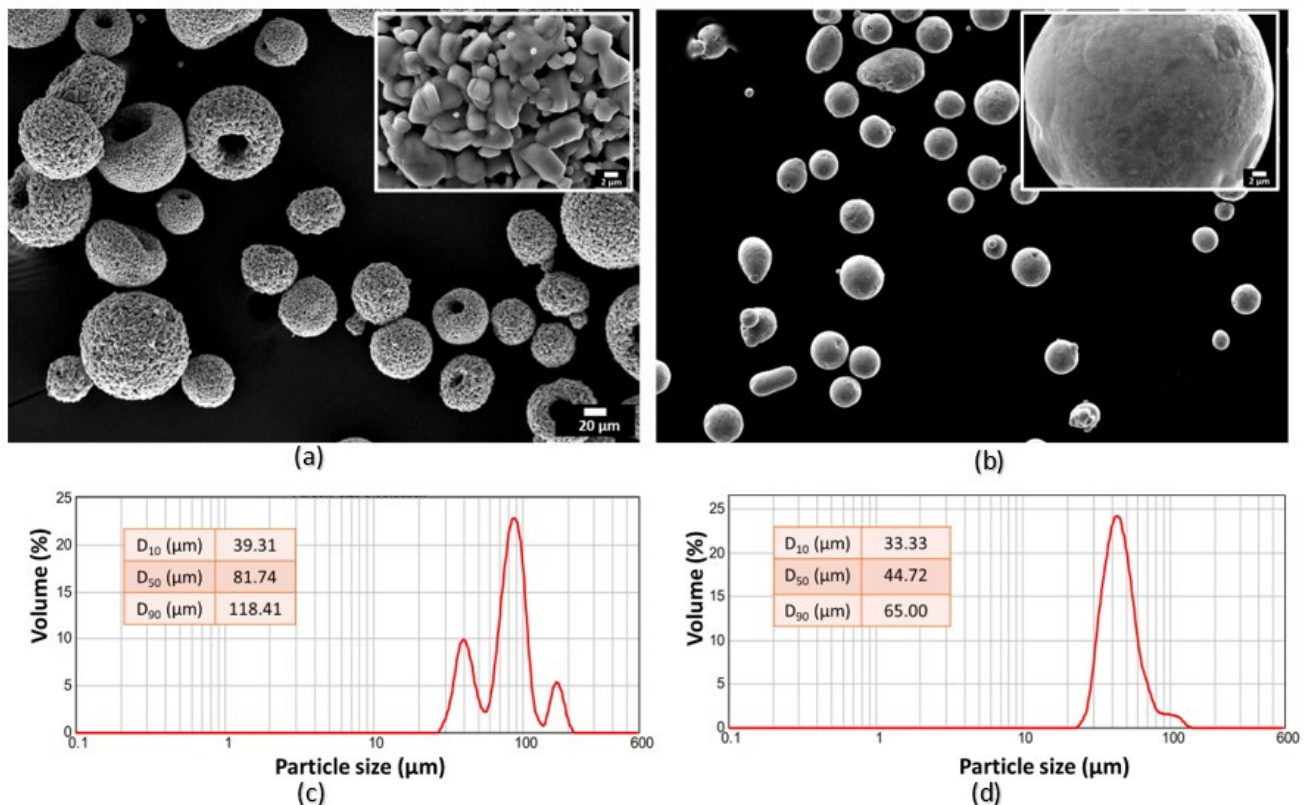 2 µm
20 µm
(a)
2 µm
(b)
25
20
15
10
5
0
Volume (%)
D₁₀ (µm) 39.31
D₅₀ (µm) 81.74
D₉₀ (µm) 118.41
0.1 1 10 100 600
Particle size (µm)
(c)
25
20
15
10
5
0
Volume (%)
D₁₀ (µm) 33.33
D₅₀ (µm) 44.72
D₉₀ (µm) 65.00
0.1 1 10 100 600
Particle size (µm)
(d)